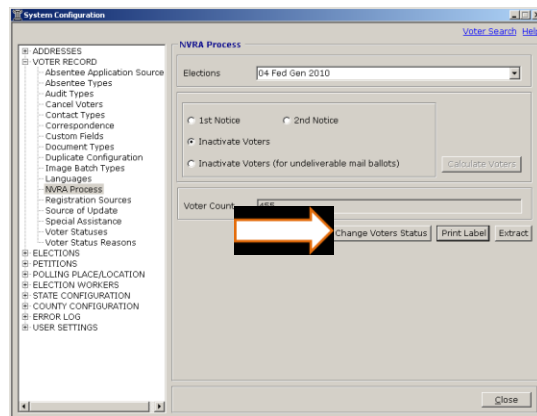 System Configuration
Voter Search Help
ADDRESSES
VOTER RECORD
Absentee Application Source
Absentee Types
Audit Types
Cancel Voters
Contact Types
Correspondence
Custom Fields
Document Types
Duplicate Configuration
Image Batch Types
Languages
NVRA Process
Registration Sources
Source of Update
Special Assistance
Voter Statuses
Voter Status Reasons
ELECTIONS
PETITIONS
POLLING PLACE/LOCATION
ELECTION WORKERS
STATE CONFIGURATION
COUNTY CONFIGURATION
ERROR LOG
USER SETTINGS
NVRA Process
Elections 04 Fed Gen 2010
1st Notice 2nd Notice
Inactivate Voters
Inactivate Voters (for undeliverable mail ballots) Calculate Voters
Voter Count
Change Voters Status Print Label Extract
Close